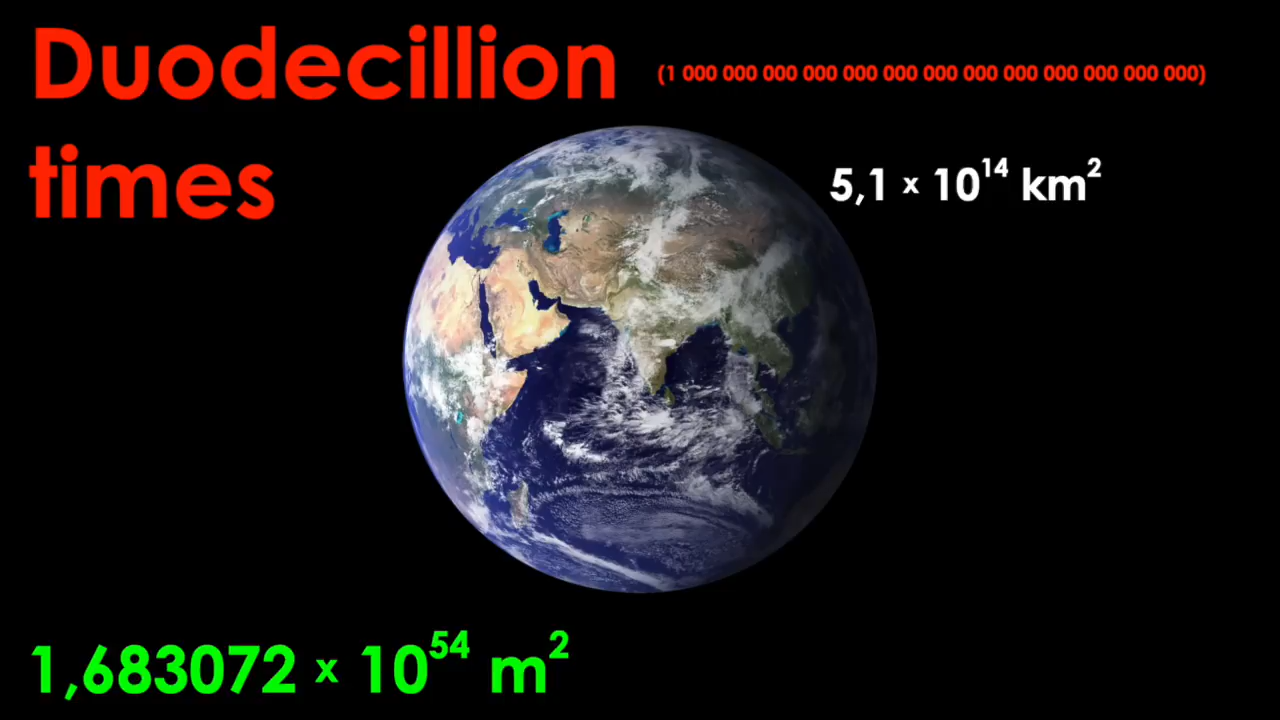 Duodecillion (1 000 000 000 000 000 000 000 000 000 000 000 000 000)
times
5,1 × 10¹⁴ km²
1,683072 × 10⁵⁴ m²